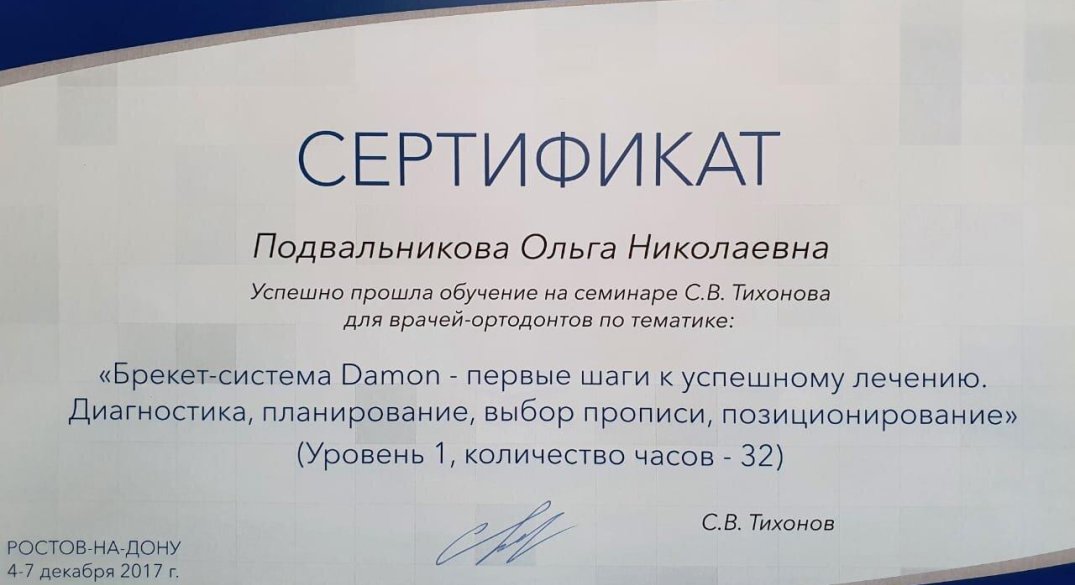 СЕРТИФИКАТ
Подвальникова Ольга Николаевна
Успешно прошла обучение на семинаре С.В. Тихонова
для врачей-ортодонтов по тематике:
«Брекет-система Damon - первые шаги к успешному лечению.
Диагностика, планирование, выбор прописи, позиционирование»
(Уровень 1, количество часов - 32)
С.В. Тихонов
РОСТОВ-НА-ДОНУ
4-7 декабря 2017 г.